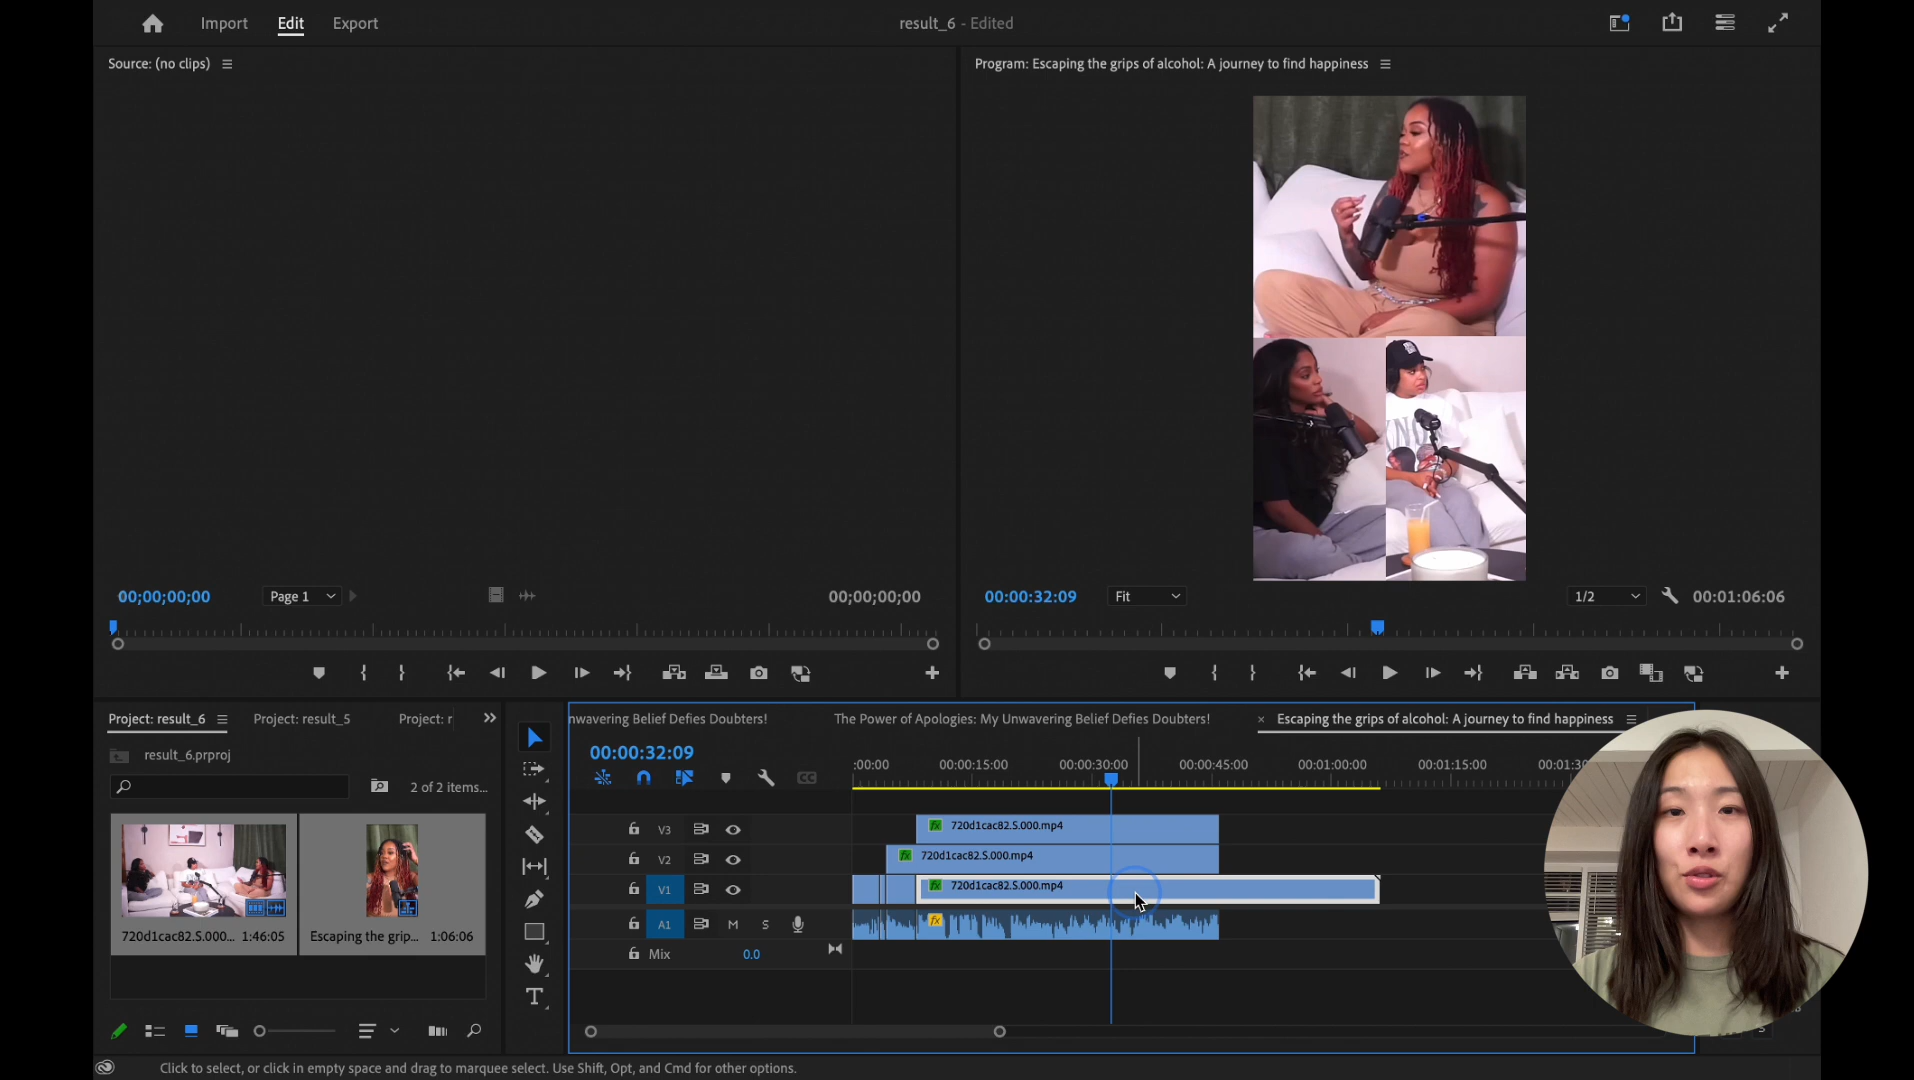 Import
Edit
Export
result_6 - Edited
Source: (no clips)
Program: Escaping the grips of alcohol: A journey to find happiness
00;00;00;00
Page 1
00;00;00;00
00:00:32:09
Fit
1/2
00:01:06:06
Project: result_6
Project: result_5
Project: r
result_6.prproj
2 of 2 items...
720d1cac82.S.000...
1:46:05
Escaping the grip...
1:06:06
nwavering Belief Defies Doubters!
The Power of Apologies: My Unwavering Belief Defies Doubters!
× Escaping the grips of alcohol: A journey to find happiness
00:00:32:09
:00:00
00:00:15:00
00:00:30:00
00:00:45:00
00:01:00:00
00:01:15:00
00:01:30
CC
V3
fx 720d1cac82.S.000.mp4
V2
fx 720d1cac82.S.000.mp4
V1
fx 720d1cac82.S.000.mp4
A1
M
S
fx
Mix
0.0
T
Click to select, or click in empty space and drag to marquee select. Use Shift, Opt, and Cmd for other options.